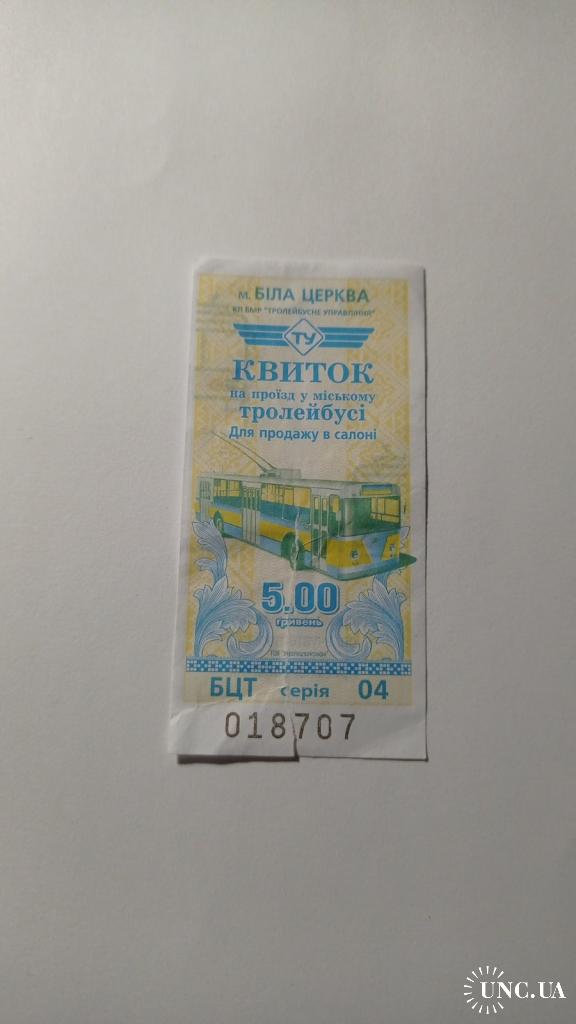 м. БІЛА ЦЕРКВА
КП БМР "ТРОЛЕЙБУСНЕ УПРАВЛІННЯ"
ТУ
КВИТОК
на проїзд у міському
тролейбусі
Для продажу в салоні
5.00
гривень
БЦТ серія 04
018707
UNC.UA